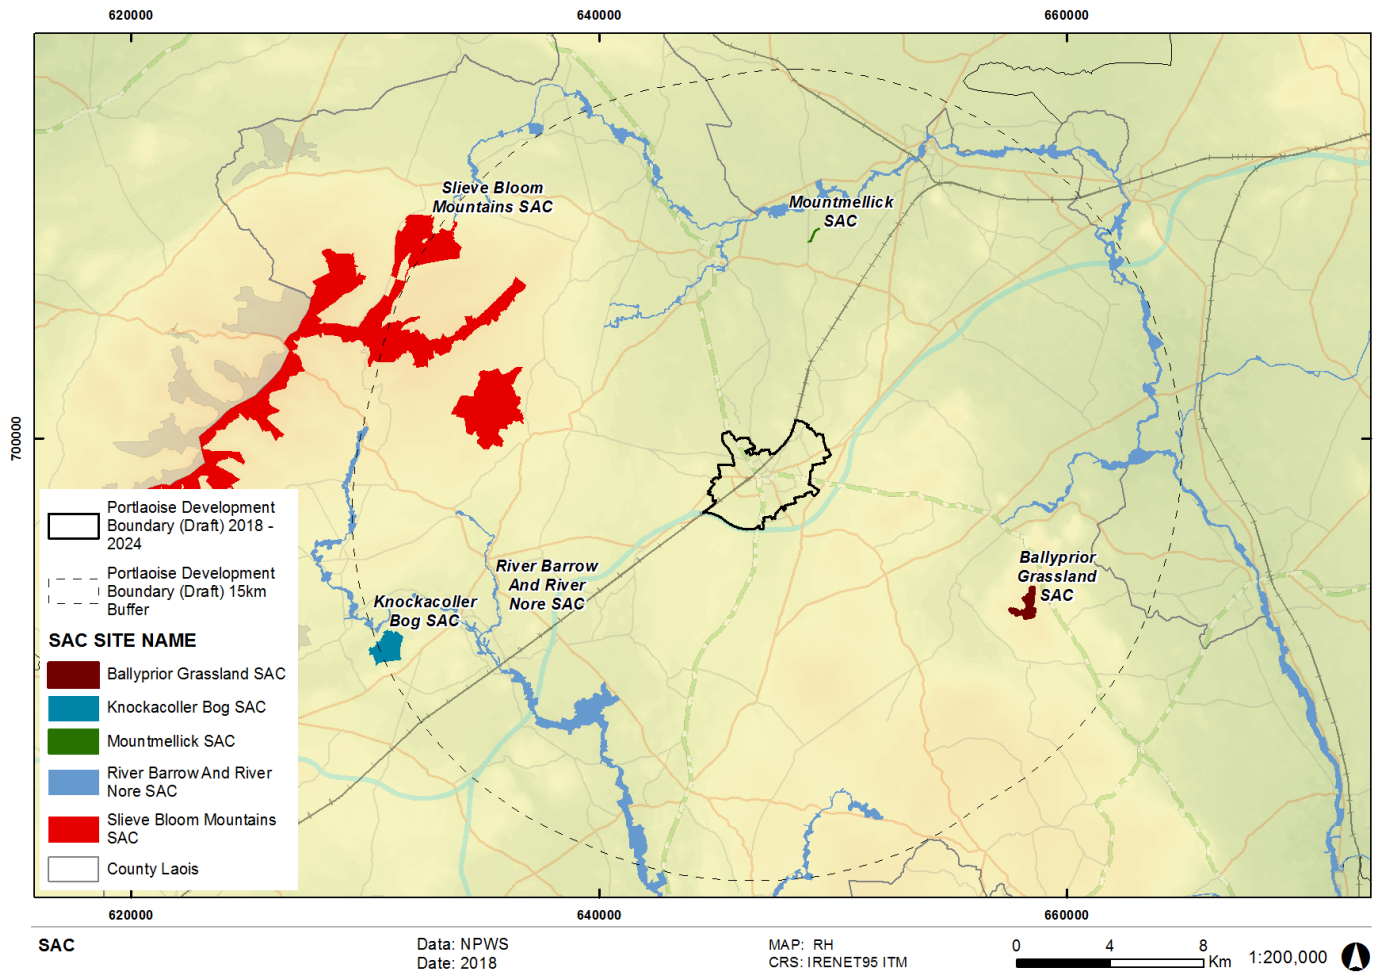 620000
640000
660000
Slieve Bloom
Mountains SAC
Mountmellick
SAC
700000
Ballyprior
Grassland
SAC
River Barrow
And River
Nore SAC
Knockacoller
Bog SAC
Portlaoise Development
Boundary (Draft) 2018 -
2024
Portlaoise Development
Boundary (Draft) 15km
Buffer
SAC SITE NAME
Ballyprior Grassland SAC
Knockacoller Bog SAC
Mountmellick SAC
River Barrow And River
Nore SAC
Slieve Bloom Mountains
SAC
County Laois
620000
640000
660000
SAC
Data: NPWS
Date: 2018
MAP: RH
CRS: IRENET95 ITM
0 4 8
Km
1:200,000